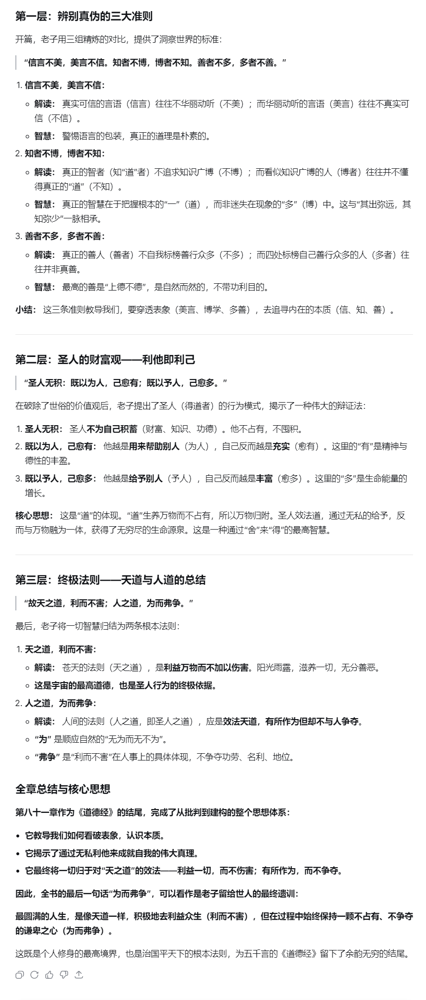 第一层：辨别真伪的三大准则
开篇，老子用三组精炼的对比，提供了洞察世界的标准：
“信言不美，美言不信。知者不博，博者不知。善者不多，多者不善。”
1. 信言不美，美言不信：
解读： 真实可信的言语（信言）往往不华丽动听（不美）；而华丽动听的言语（美言）往往不真实可
信（不信）。
智慧： 警惕语言的包装，真正的道理是朴素的。
2. 知者不博，博者不知：
解读： 真正的智者（知“道”者）不追求知识广博（不博）；而看似知识广博的人（博者）往往并不懂
得真正的“道”（不知）。
智慧： 真正的智慧在于把握根本的“一”（道），而非迷失在现象的“多”（博）中。这与“其出弥远，其
知弥少”一脉相承。
3. 善者不多，多者不善：
解读： 真正的善人（善者）不自我标榜善行众多（不多）；而四处标榜自己善行众多的人（多者）往
往并非真善。
智慧： 最高的善是“上德不德”，是自然而然的，不带功利目的。
小结： 这三条准则教导我们，要穿透表象（美言、博学、多善），去追寻内在的本质（信、知、善）。
第二层：圣人的财富观——利他即利己
“圣人无积：既以为人，己愈有；既以予人，己愈多。”
在破除了世俗的价值观后，老子提出了圣人（得道者）的行为模式，揭示了一种伟大的辩证法：
1. 圣人无积： 圣人不为自己积蓄（财富、知识、功德）。他不占有，不囤积。
2. 既以为人，己愈有： 他越是用来帮助别人（为人），自己反而越是充实（愈有）。这里的“有”是精神与
德性的丰盈。
3. 既以予人，己愈多： 他越是给予别人（予人），自己反而越是丰富（愈多）。这里的“多”是生命能量的
增长。
核心思想： 这是“道”的体现。“道”生养万物而不占有，所以万物归附。圣人效法道，通过无私的给予，反
而与万物融为一体，获得了无穷尽的生命源泉。这是一种通过“舍”来“得”的最高智慧。
第三层：终极法则——天道与人道的总结
“故天之道，利而不害；人之道，为而弗争。”
最后，老子将一切智慧归结为两条根本法则：
1. 天之道，利而不害：
解读： 苍天的法则（天之道），是利益万物而不加以伤害。阳光雨露，滋养一切，无分善恶。
这是宇宙的最高道德，也是圣人行为的终极依据。
2. 人之道，为而弗争：
解读： 人间的法则（人之道，即圣人之道），应是效法天道，有所作为但却不与人争夺。
“为” 是顺应自然的“无为而无不为”。
“弗争” 是“利而不害”在人事上的具体体现，不争夺功劳、名利、地位。
全章总结与核心思想
第八十一章作为《道德经》的结尾，完成了从批判到建构的整个思想体系：
它教导我们如何看破表象，认识本质。
它揭示了通过无私利他来成就自我的伟大真理。
它最终将一切归于对“天之道”的效法——利益一切，而不伤害；有所作为，而不争夺。
因此，全书的最后一句话“为而弗争”，可以看作是老子留给世人的最终遗训：
最圆满的人生，是像天道一样，积极地去利益众生（利而不害），但在过程中始终保持一颗不占有、不争夺
的谦卑之心（为而弗争）。
这既是个人修身的最高境界，也是治国平天下的根本法则，为五千言的《道德经》留下了余韵无穷的结尾。